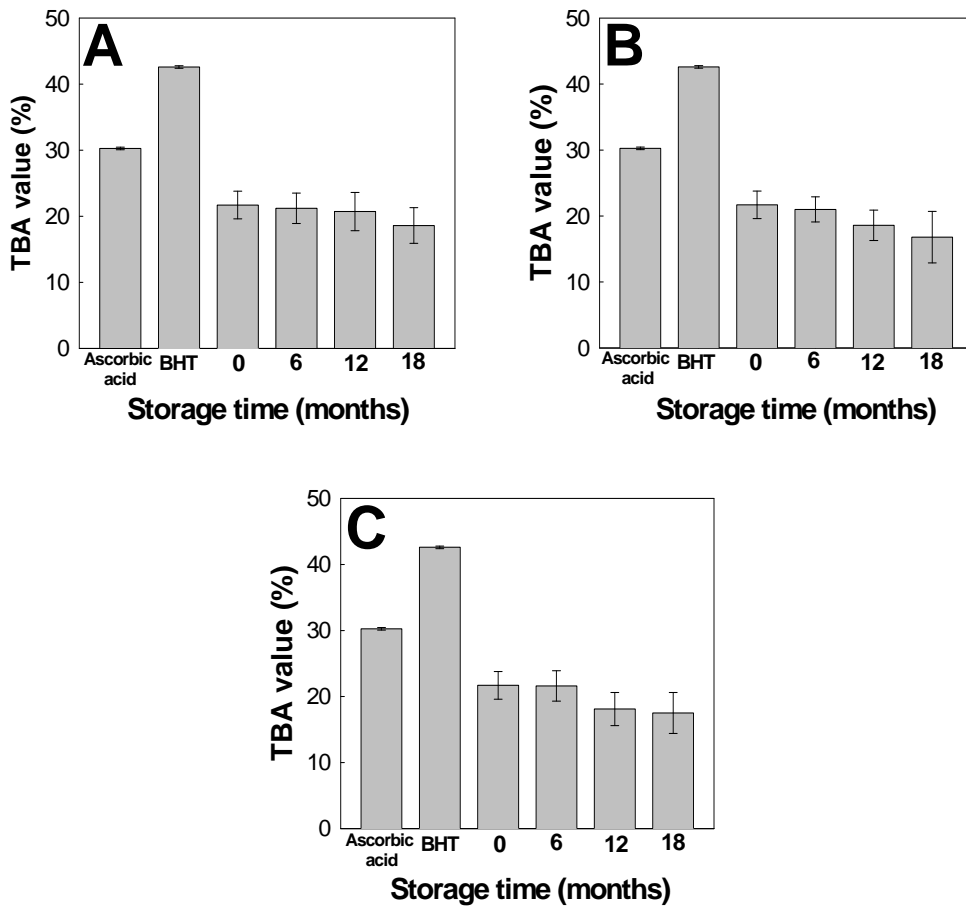 A
TBA value (%)
50
40
30
20
10
0
Ascorbic
acid
BHT
0
6
12
18
Storage time (months)
B
TBA value (%)
50
40
30
20
10
0
Ascorbic
acid
BHT
0
6
12
18
Storage time (months)
C
TBA value (%)
50
40
30
20
10
0
Ascorbic
acid
BHT
0
6
12
18
Storage time (months)